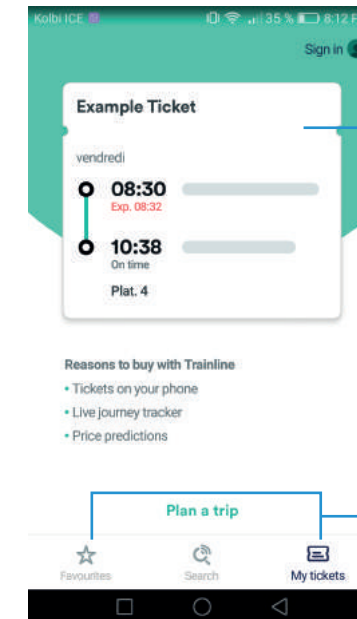 Kolbi ICE 35 % 8:12 P
Sign in
Example Ticket
vendredi
08:30
Exp. 08:32
10:38
On time
Plat. 4
Reasons to buy with Trainline
• Tickets on your phone
• Live journey tracker
• Price predictions
Plan a trip
Favourites Search My tickets